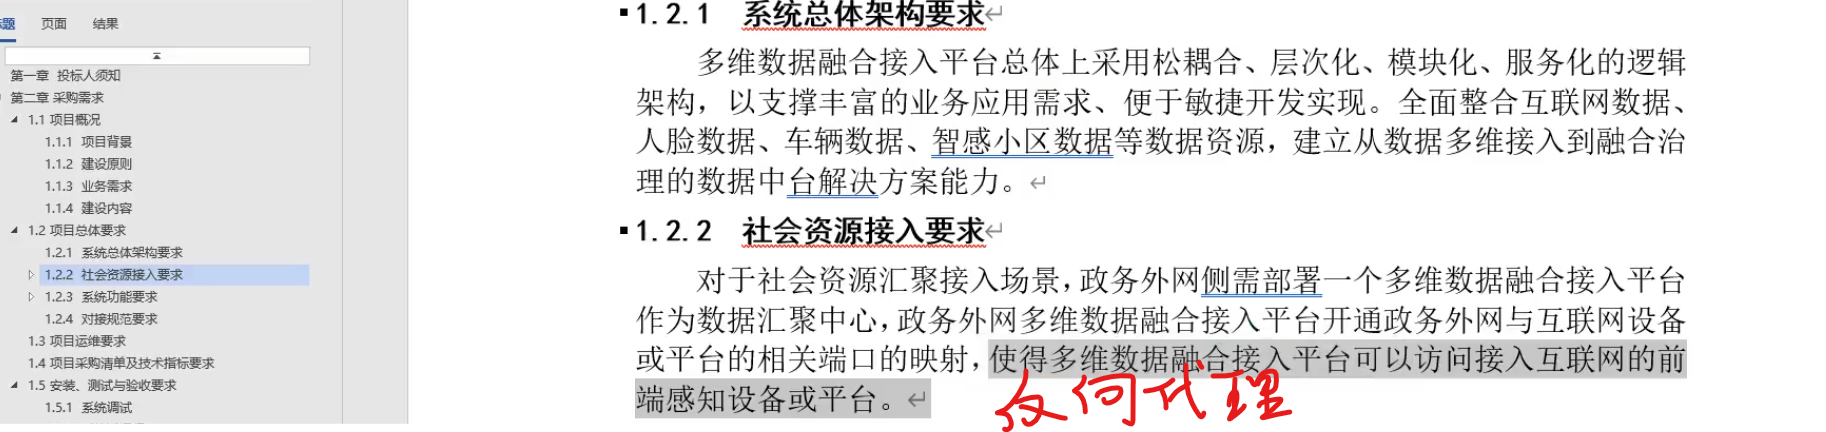 标题 页面 结果
第一章 投标人须知
第二章 采购需求
1.1 项目概况
1.1.1 项目背景
1.1.2 建设原则
1.1.3 业务需求
1.1.4 建设内容
1.2 项目总体要求
1.2.1 系统总体架构要求
1.2.2 社会资源接入要求
1.2.3 系统功能要求
1.2.4 对接规范要求
1.3 项目运维要求
1.4 项目采购清单及技术指标要求
1.5 安装、测试与验收要求
1.5.1 系统调试
1.2.1 系统总体架构要求
多维数据融合接入平台总体上采用松耦合、层次化、模块化、服务化的逻辑
架构，以支撑丰富的业务应用需求、便于敏捷开发实现。全面整合互联网数据、
人脸数据、车辆数据、智感小区数据等数据资源，建立从数据多维接入到融合治
理的数据中台解决方案能力。
1.2.2 社会资源接入要求
对于社会资源汇聚接入场景，政务外网侧需部署一个多维数据融合接入平台
作为数据汇聚中心，政务外网多维数据融合接入平台开通政务外网与互联网设备
或平台的相关端口的映射，使得多维数据融合接入平台可以访问接入互联网的前
端感知设备或平台。
反向代理